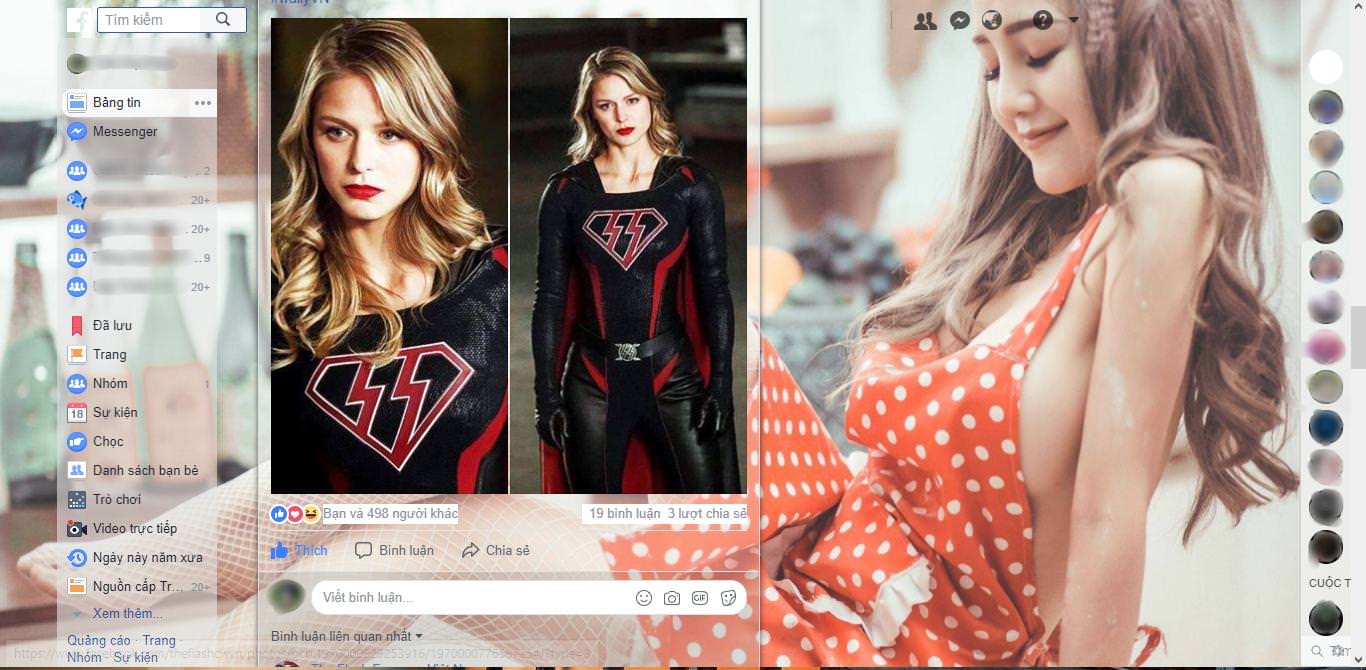 Tìm kiếm
Bảng tin
Messenger
2
20+
. 20+
..9
20+
Đã lưu
Trang
Nhóm 1
18 Sự kiện
Chọc
Danh sách bạn bè
Trò chơi
Video trực tiếp
Ngày này năm xưa
Nguồn cấp Tr... 20+
Xem thêm...
Quảng cáo · Trang ·
Nhóm · Sự kiện
Bạn và 498 người khác
19 bình luận 3 lượt chia sẻ
Thích
Bình luận
Chia sẻ
Viết bình luận...
GIF
Bình luận liên quan nhất
?
CUỘC T
Tìm